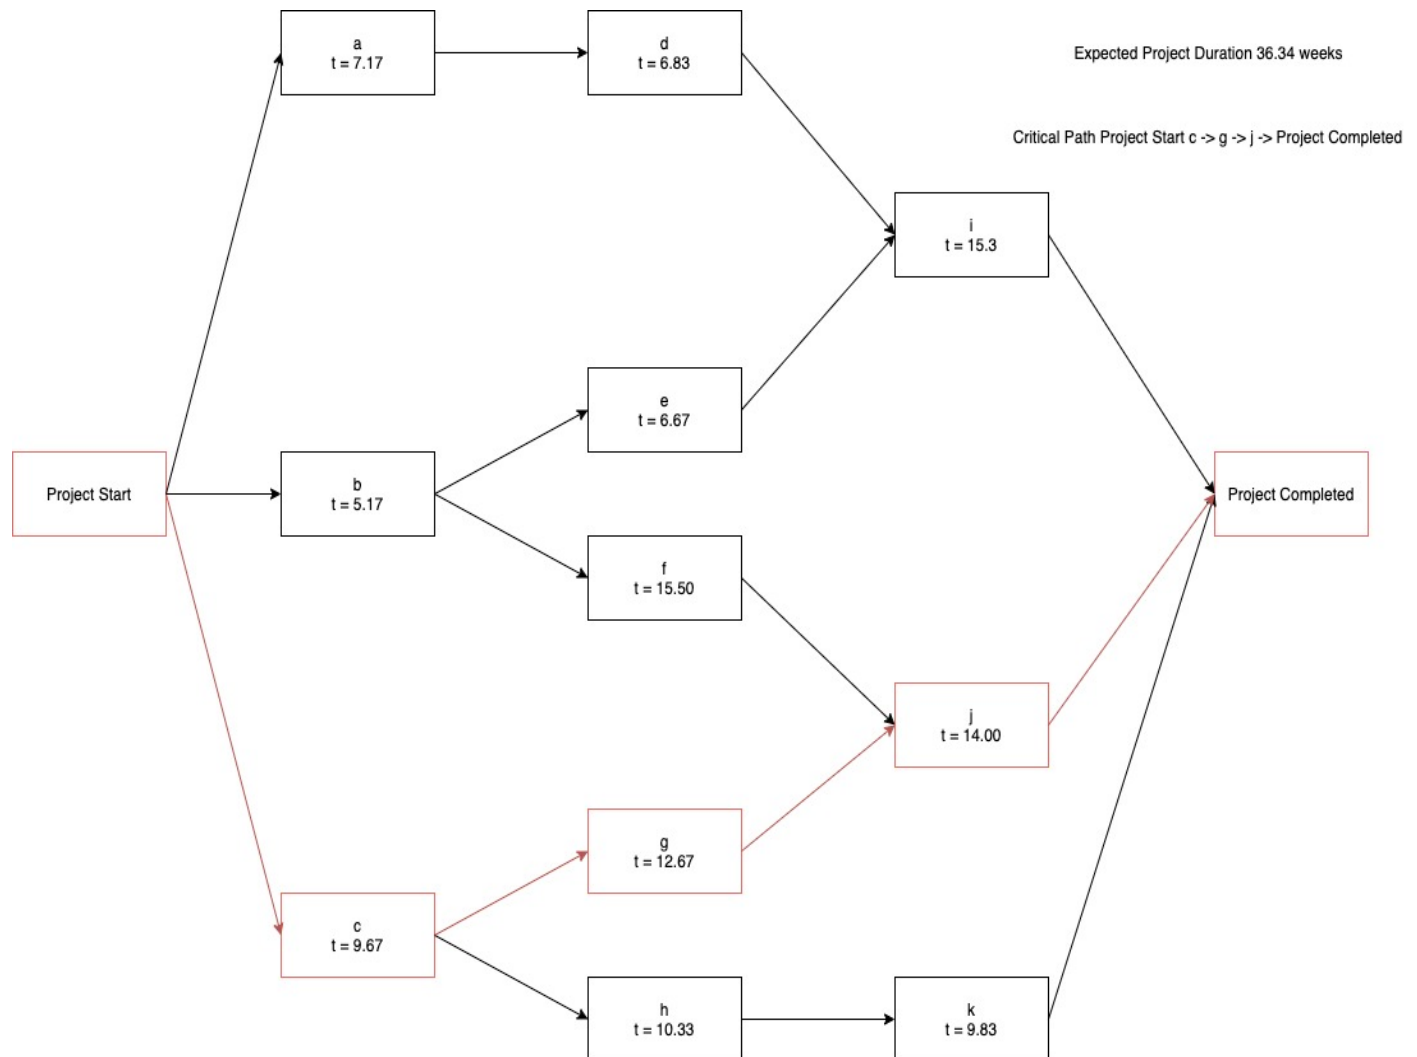 a
t = 7.17
d
t = 6.83
Expected Project Duration 36.34 weeks
Critical Path Project Start c -> g -> j -> Project Completed
i
t = 15.3
e
t = 6.67
Project Start
b
t = 5.17
Project Completed
f
t = 15.50
j
t = 14.00
g
t = 12.67
c
t = 9.67
h
t = 10.33
k
t = 9.83